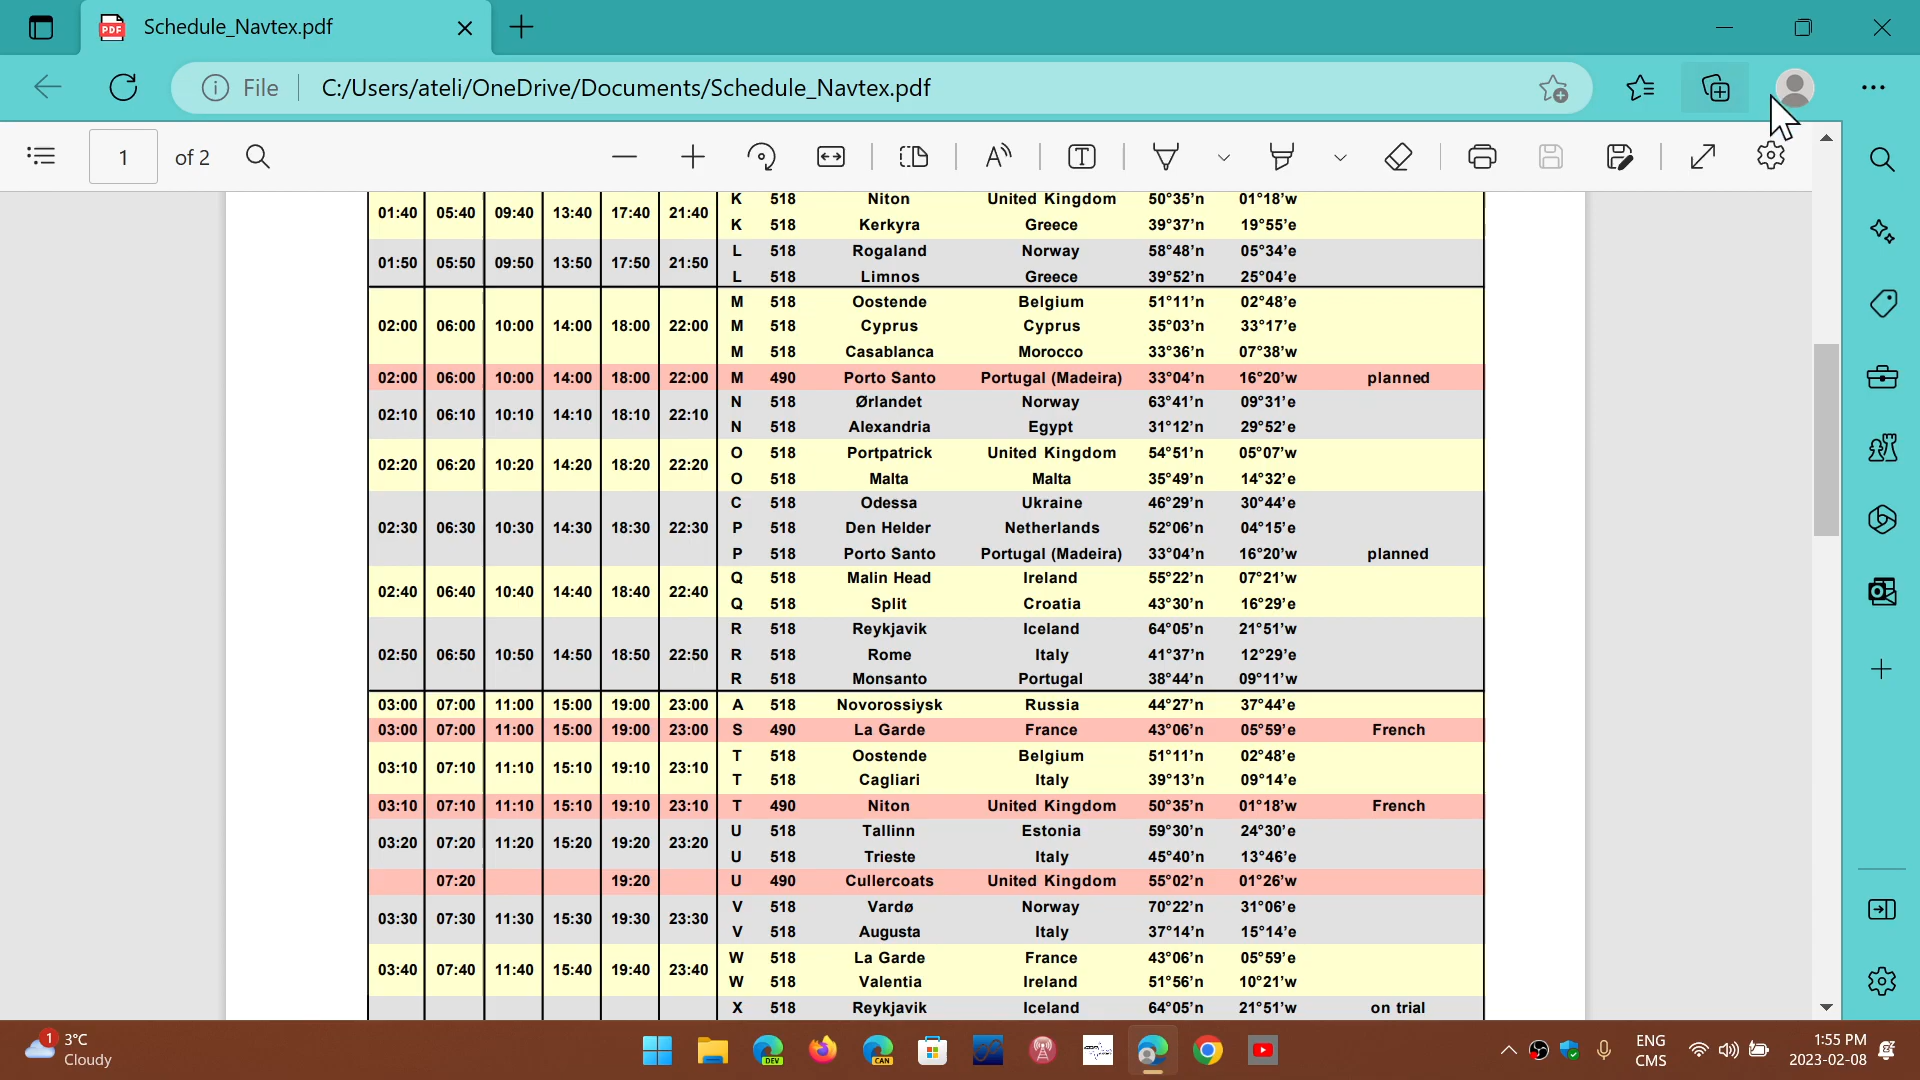 Schedule_Navtex.pdf
File C:/Users/ateli/OneDrive/Documents/Schedule_Navtex.pdf
1 of 2
01:40 05:40 09:40 13:40 17:40 21:40 K 518 Niton United Kingdom 50°35’n 01°18’w
K 518 Kerkyra Greece 39°37’n 19°55’e
01:50 05:50 09:50 13:50 17:50 21:50 L 518 Rogaland Norway 58°48’n 05°34’e
L 518 Limnos Greece 39°52’n 25°04’e
M 518 Oostende Belgium 51°11’n 02°48’e
02:00 06:00 10:00 14:00 18:00 22:00 M 518 Cyprus Cyprus 35°03’n 33°17’e
M 518 Casablanca Morocco 33°36’n 07°38’w
02:00 06:00 10:00 14:00 18:00 22:00 M 490 Porto Santo Portugal (Madeira) 33°04’n 16°20’w planned
02:10 06:10 10:10 14:10 18:10 22:10 N 518 Ørlandet Norway 63°41’n 09°31’e
N 518 Alexandria Egypt 31°12’n 29°52’e
02:20 06:20 10:20 14:20 18:20 22:20 O 518 Portpatrick United Kingdom 54°51’n 05°07’w
O 518 Malta Malta 35°49’n 14°32’e
C 518 Odessa Ukraine 46°29’n 30°44’e
02:30 06:30 10:30 14:30 18:30 22:30 P 518 Den Helder Netherlands 52°06’n 04°15’e
P 518 Porto Santo Portugal (Madeira) 33°04’n 16°20’w planned
02:40 06:40 10:40 14:40 18:40 22:40 Q 518 Malin Head Ireland 55°22’n 07°21’w
Q 518 Split Croatia 43°30’n 16°29’e
R 518 Reykjavik Iceland 64°05’n 21°51’w
02:50 06:50 10:50 14:50 18:50 22:50 R 518 Rome Italy 41°37’n 12°29’e
R 518 Monsanto Portugal 38°44’n 09°11’w
03:00 07:00 11:00 15:00 19:00 23:00 A 518 Novorossiysk Russia 44°27’n 37°44’e
03:00 07:00 11:00 15:00 19:00 23:00 S 490 La Garde France 43°06’n 05°59’e French
03:10 07:10 11:10 15:10 19:10 23:10 T 518 Oostende Belgium 51°11’n 02°48’e
T 518 Cagliari Italy 39°13’n 09°14’e
03:10 07:10 11:10 15:10 19:10 23:10 T 490 Niton United Kingdom 50°35’n 01°18’w French
03:20 07:20 11:20 15:20 19:20 23:20 U 518 Tallinn Estonia 59°30’n 24°30’e
U 518 Trieste Italy 45°40’n 13°46’e
07:20 19:20 U 490 Cullercoats United Kingdom 55°02’n 01°26’w
03:30 07:30 11:30 15:30 19:30 23:30 V 518 Vardø Norway 70°22’n 31°06’e
V 518 Augusta Italy 37°14’n 15°14’e
03:40 07:40 11:40 15:40 19:40 23:40 W 518 La Garde France 43°06’n 05°59’e
W 518 Valentia Ireland 51°56’n 10°21’w
X 518 Reykjavik Iceland 64°05’n 21°51’w on trial
1 3°C
Cloudy
DEV
CAN
ENG
CMS
1:55 PM
2023-02-08